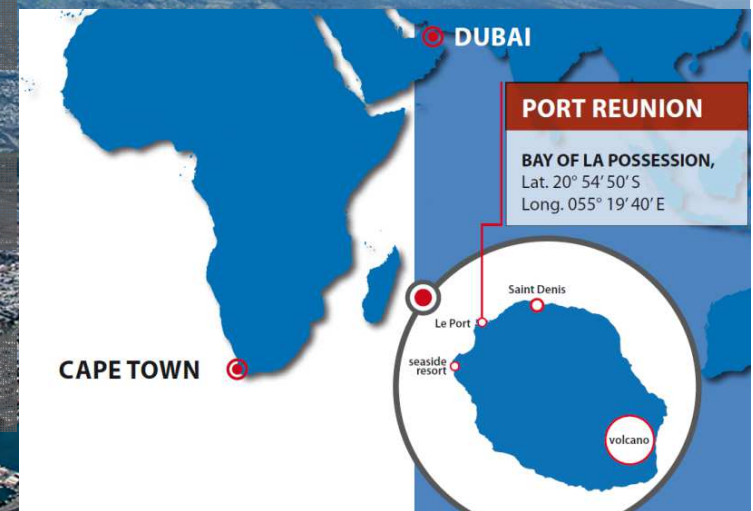 DUBAI
PORT REUNION
BAY OF LA POSSESSION,
Lat. 20° 54’ 50’ S
Long. 055° 19’ 40’ E
Saint Denis
Le Port
seaside
resort
CAPE TOWN
volcano